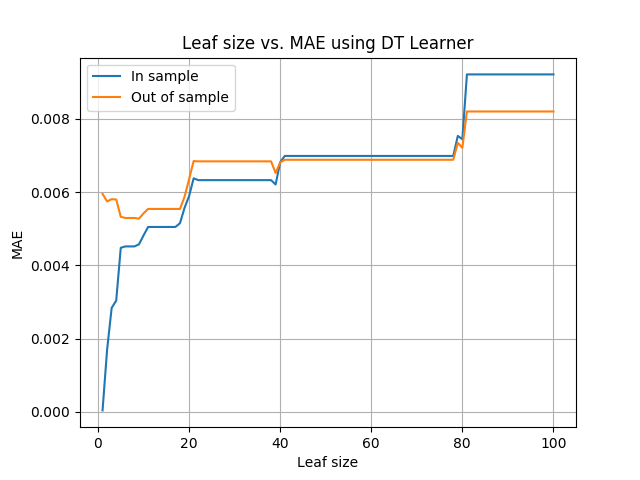 Leaf size vs. MAE using DT Learner
In sample
Out of sample
0.008
0.006
0.004
0.002
0.000
MAE
0 20 40 60 80 100
Leaf size